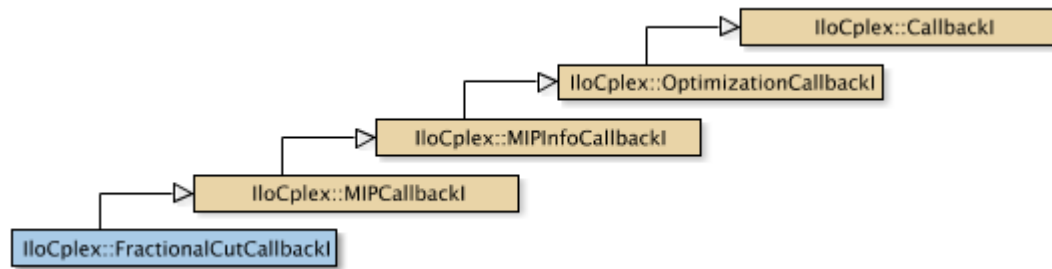 IloCplex::CallbackI
IloCplex::OptimizationCallbackI
IloCplex::MIPInfoCallbackI
IloCplex::MIPCallbackI
IloCplex::FractionalCutCallbackI